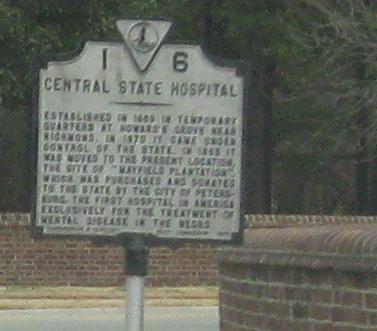 I 6
CENTRAL STATE HOSPITAL
ESTABLISHED IN 1869 IN TEMPORARY
QUARTERS AT HOWARD'S GROVE NEAR
RICHMOND. IN 1870 IT CAME UNDER
CONTROL OF THE STATE. IN 1885 IT
WAS MOVED TO THE PRESENT LOCATION,
THE SITE OF "MAYFIELD PLANTATION",
WHICH WAS PURCHASED AND DONATED
TO THE STATE BY THE CITY OF PETERS-
BURG. THE FIRST HOSPITAL IN AMERICA
EXCLUSIVELY FOR THE TREATMENT OF
MENTAL DISEASE IN THE NEGRO.